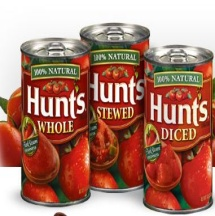 100% NATURAL
Hunt's
WHOLE
100% NATURAL
Hunt's
STEWED
100% NATURAL
Hunt's
DICED